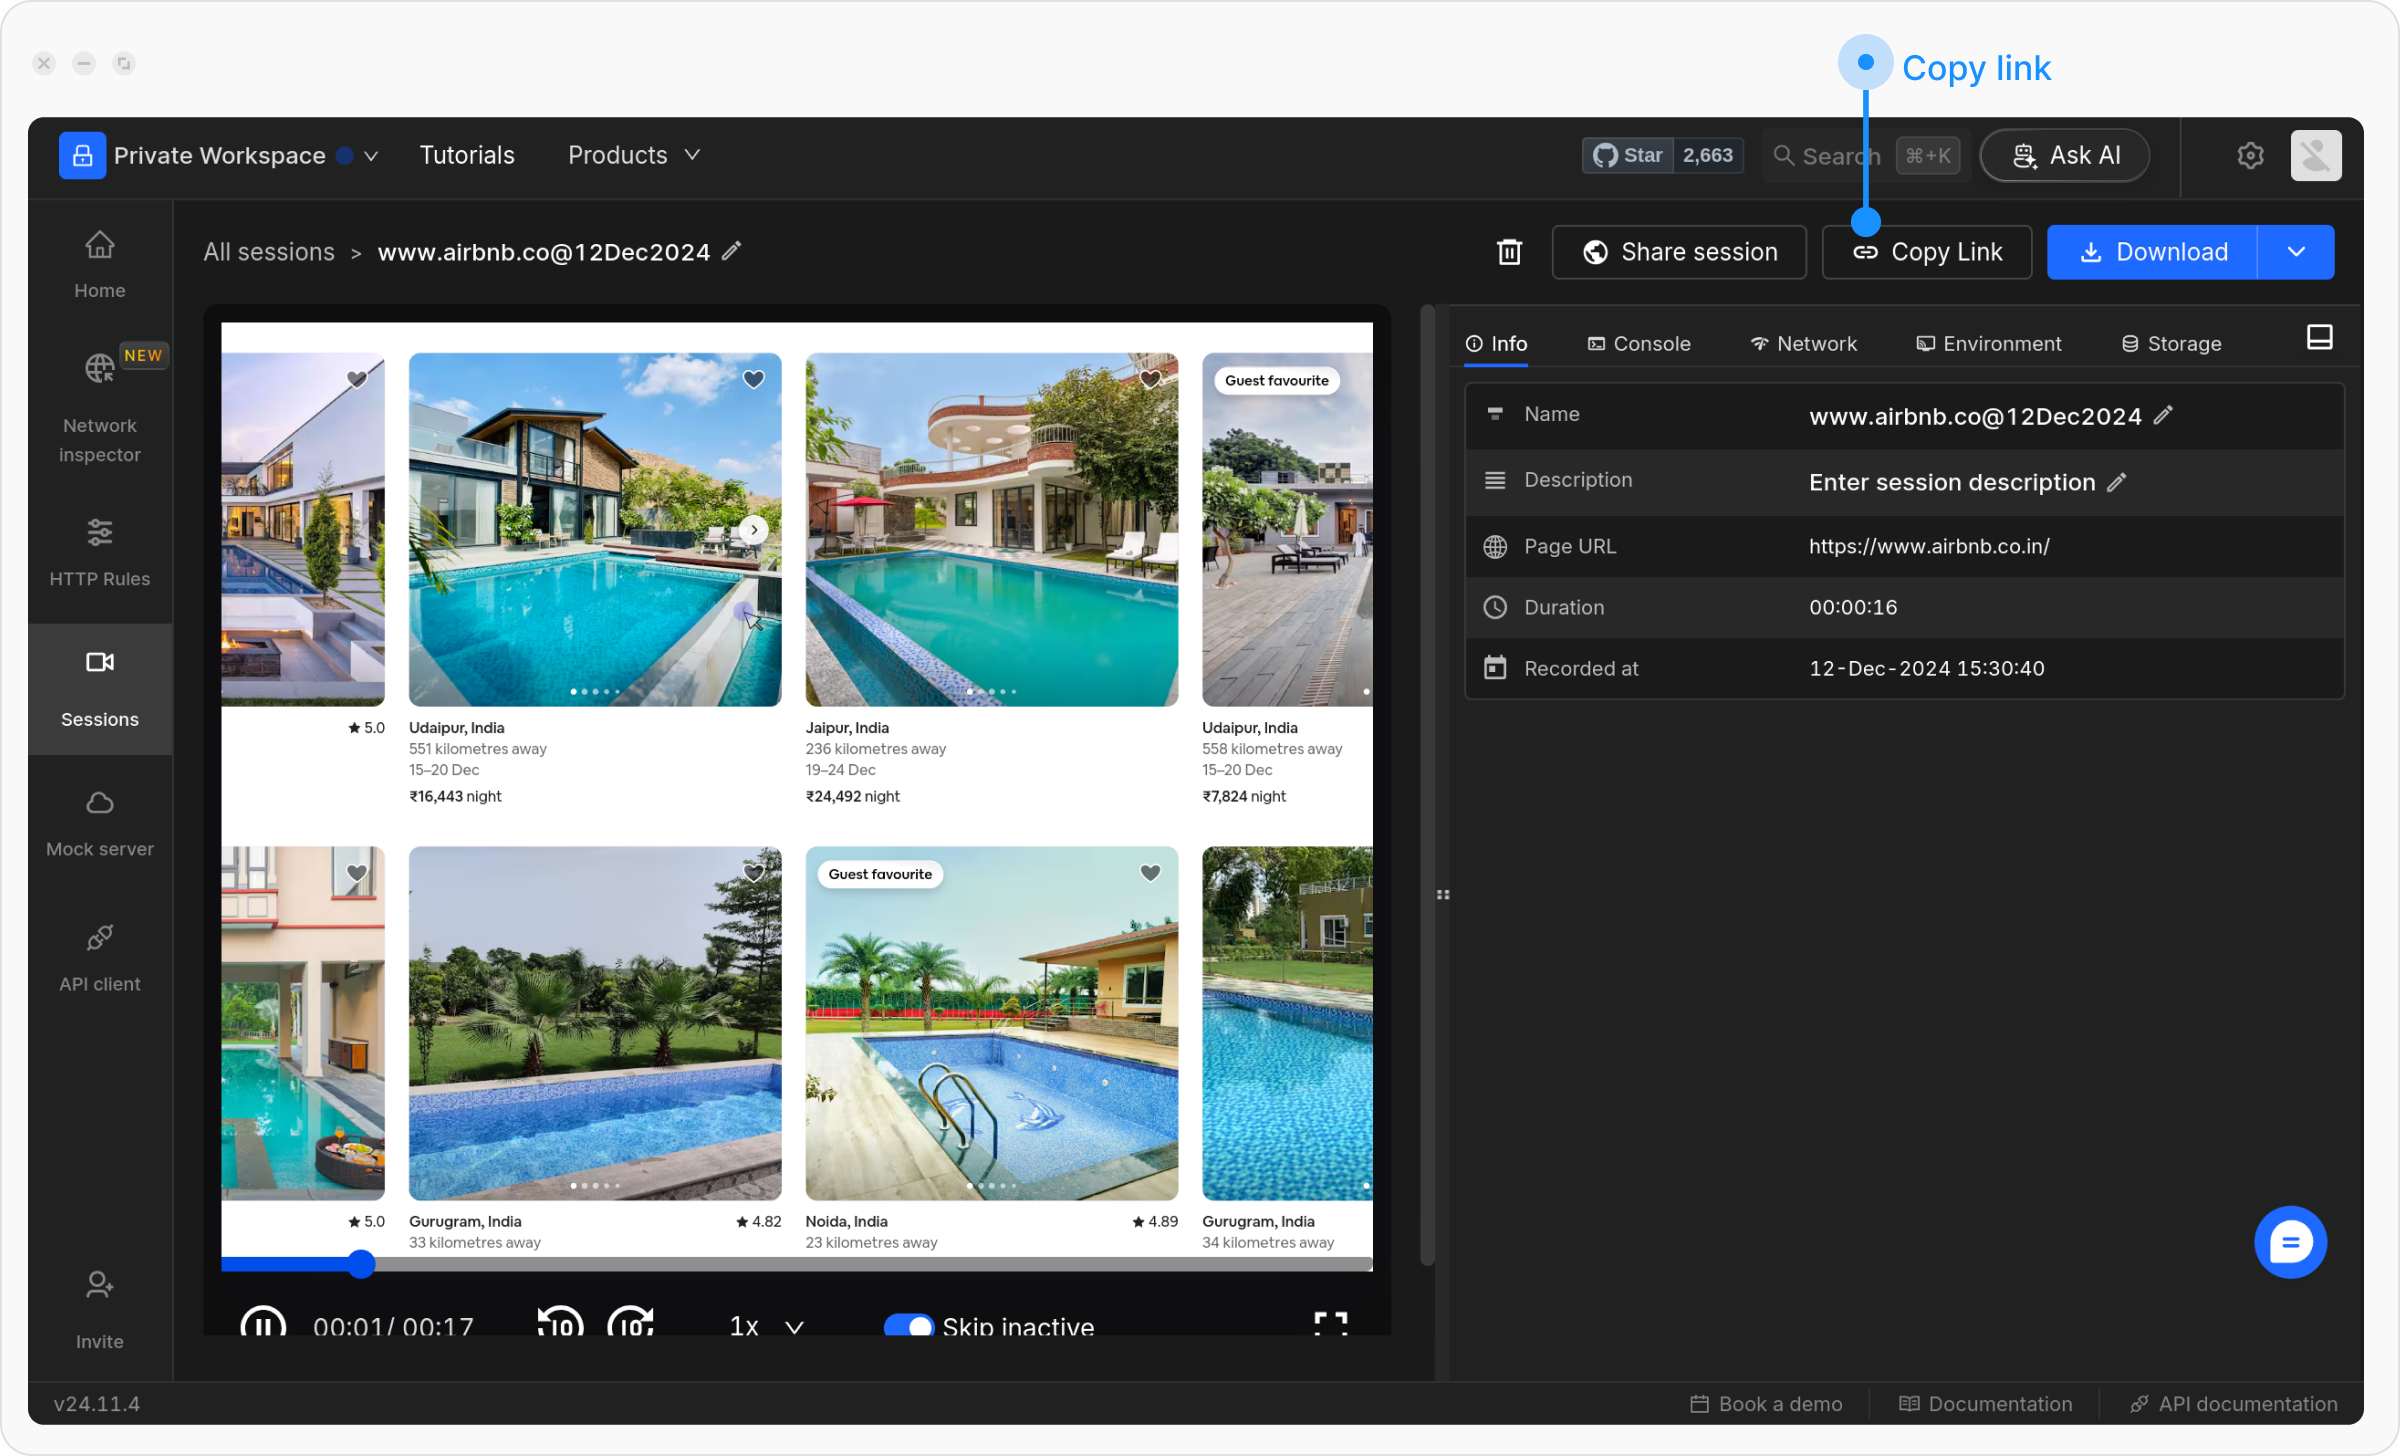 Copy link
Private Workspace
Tutorials
Products
Star
2,663
Search
⌘+K
Ask AI
Home
NEW
Network
inspector
HTTP Rules
Sessions
Mock server
API client
Invite
All sessions > www.airbnb.co@12Dec2024
Share session
Copy Link
Download
5.0
Udaipur, India
551 kilometres away
15–20 Dec
₹16,443 night
Jaipur, India
236 kilometres away
19–24 Dec
₹24,492 night
Guest favourite
Udaipur, India
558 kilometres away
15–20 Dec
₹7,824 night
5.0
Gurugram, India
4.82
33 kilometres away
Guest favourite
Noida, India
4.89
23 kilometres away
Gurugram, India
34 kilometres away
00:01/ 00:17
10
10
1x
Skip inactive
Info
Console
Network
Environment
Storage
Name
www.airbnb.co@12Dec2024
Description
Enter session description
Page URL
https://www.airbnb.co.in/
Duration
00:00:16
Recorded at
12-Dec-2024 15:30:40
v24.11.4
Book a demo
Documentation
API documentation